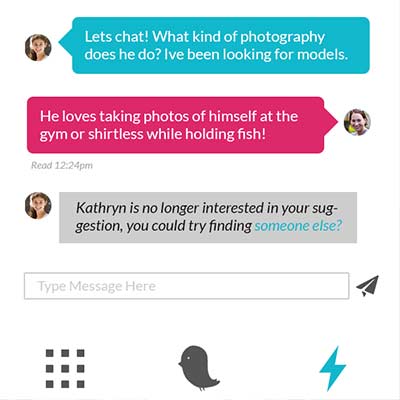 Lets chat! What kind of photography
does he do? Ive been looking for models.
He loves taking photos of himself at the
gym or shirtless while holding fish!
Read 12:24pm
Kathryn is no longer interested in your sug-
gestion, you could try finding someone else?
Type Message Here